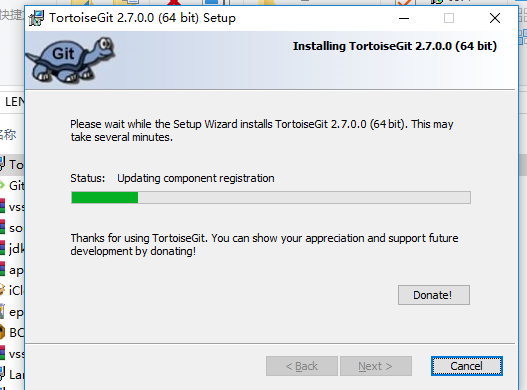 TortoiseGit 2.7.0.0 (64 bit) Setup
快捷
Git
Installing TortoiseGit 2.7.0.0 (64 bit)
LEN
名称
Please wait while the Setup Wizard installs TortoiseGit 2.7.0.0 (64 bit). This may
take several minutes.
To
Git
Status: Updating component registration
vss
so
jdk
ap
Thanks for using TortoiseGit. You can show your appreciation and support future
development by donating!
iClo
ep
Donate!
BC
vss
Lar
< Back
Next >
Cancel